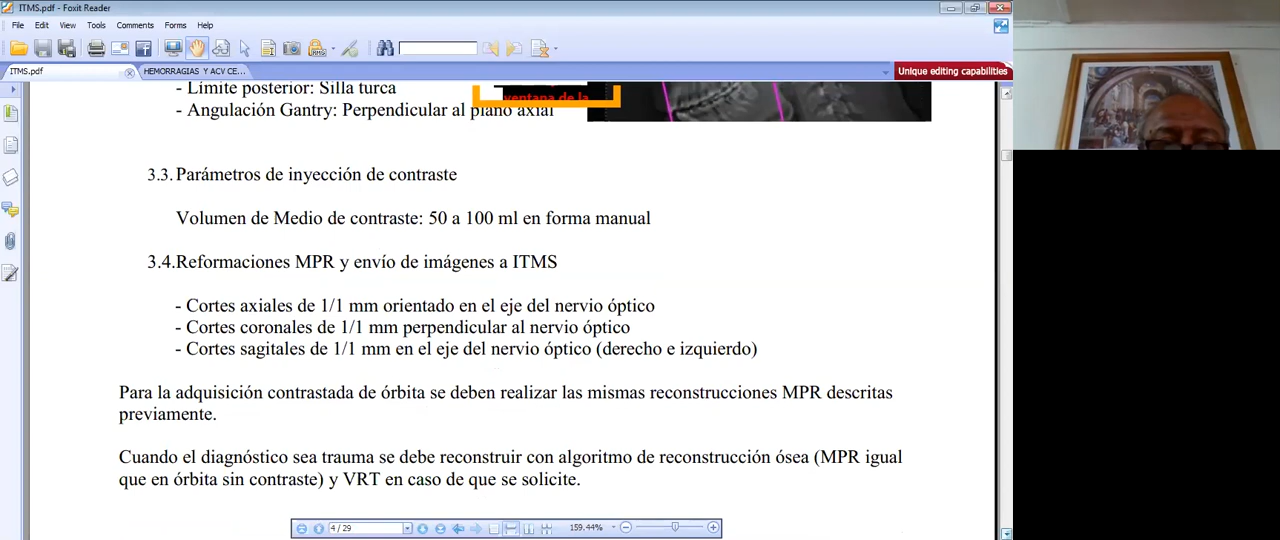 ITMS.pdf - Foxit Reader
File Edit View Tools Comments Forms Help
ITMS.pdf
HEMORRAGIAS Y ACV CE...
Unique editing capabilities
- Límite posterior: Silla turca
ventana de la
- Angulación Gantry: Perpendicular al plano axial
3.3. Parámetros de inyección de contraste
Volumen de Medio de contraste: 50 a 100 ml en forma manual
3.4. Reformaciones MPR y envío de imágenes a ITMS
- Cortes axiales de 1/1 mm orientado en el eje del nervio óptico
- Cortes coronales de 1/1 mm perpendicular al nervio óptico
- Cortes sagitales de 1/1 mm en el eje del nervio óptico (derecho e izquierdo)
Para la adquisición contrastada de órbita se deben realizar las mismas reconstrucciones MPR descritas
previamente.
Cuando el diagnóstico sea trauma se debe reconstruir con algoritmo de reconstrucción ósea (MPR igual
que en órbita sin contraste) y VRT en caso de que se solicite.
4 / 29
159.44%